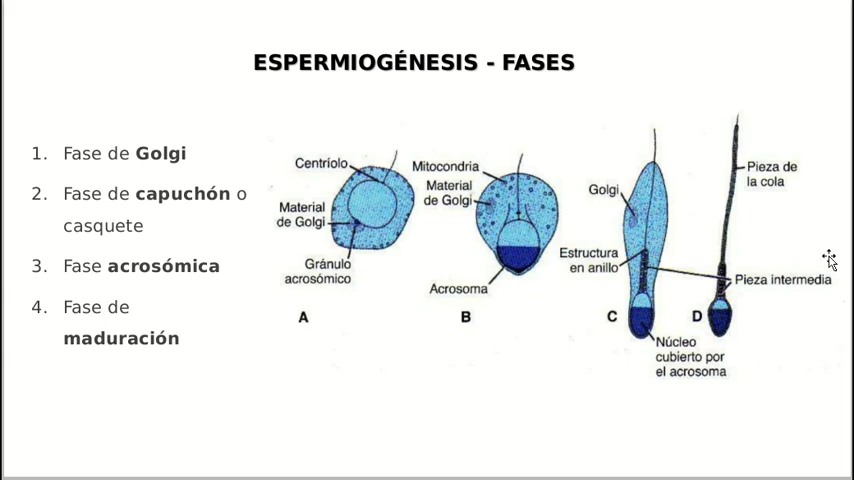 ESPERMIOGÉNESIS - FASES
1. Fase de Golgi
2. Fase de capuchón o
casquete
3. Fase acrosómica
4. Fase de
maduración
Centríolo
Material
de Golgi
Gránulo
acrosómico
A
Mitocondria
Material
de Golgi
Acrosoma
B
Golgi
Estructura
en anillo
C
Núcleo
cubierto por
el acrosoma
D
Pieza de
la cola
Pieza intermedia